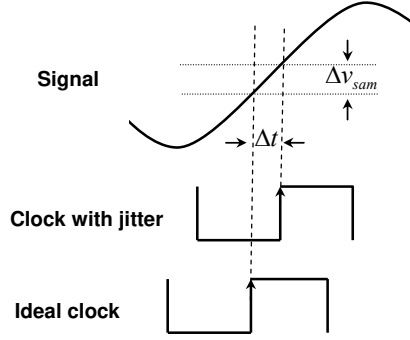 Signal
Δv_sam
Δt
Clock with jitter
Ideal clock